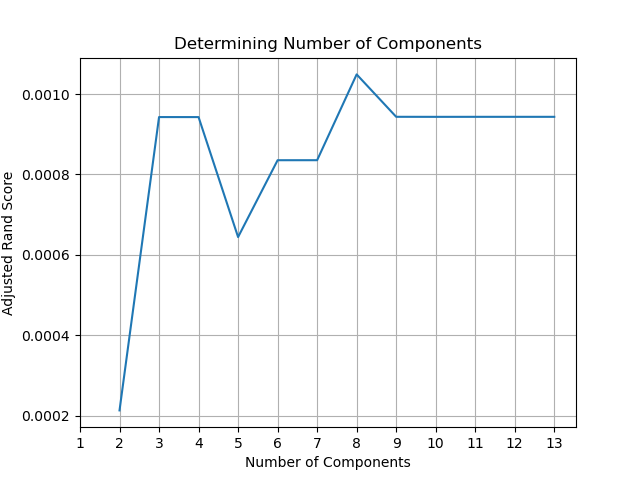 Determining Number of Components
Adjusted Rand Score
0.0010
0.0008
0.0006
0.0004
0.0002
1 2 3 4 5 6 7 8 9 10 11 12 13
Number of Components